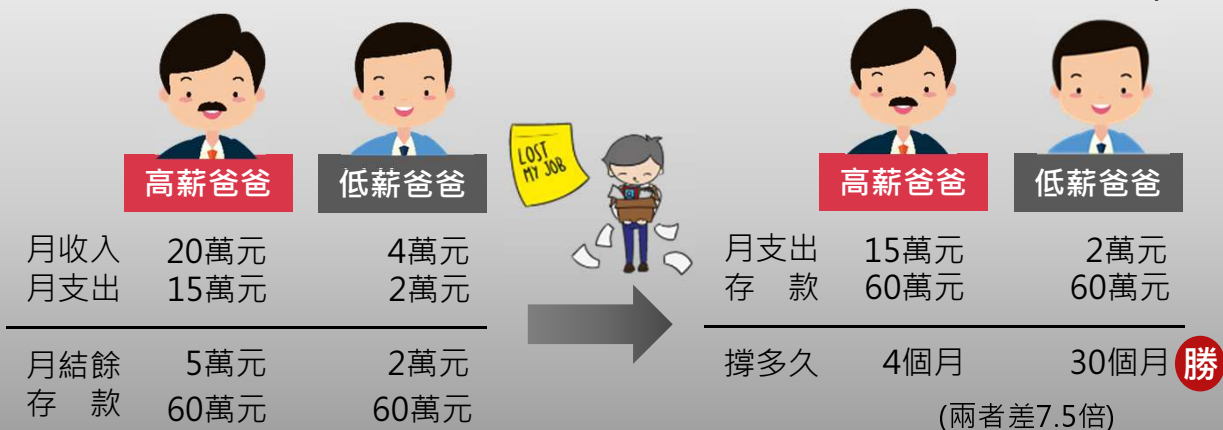 高薪爸爸 低薪爸爸
月收入 20萬元 4萬元
月支出 15萬元 2萬元
月結餘 5萬元 2萬元
存 款 60萬元 60萬元
LOST
MY JOB
高薪爸爸 低薪爸爸
月支出 15萬元 2萬元
存 款 60萬元 60萬元
撐多久 4個月 30個月 勝
(兩者差7.5倍)